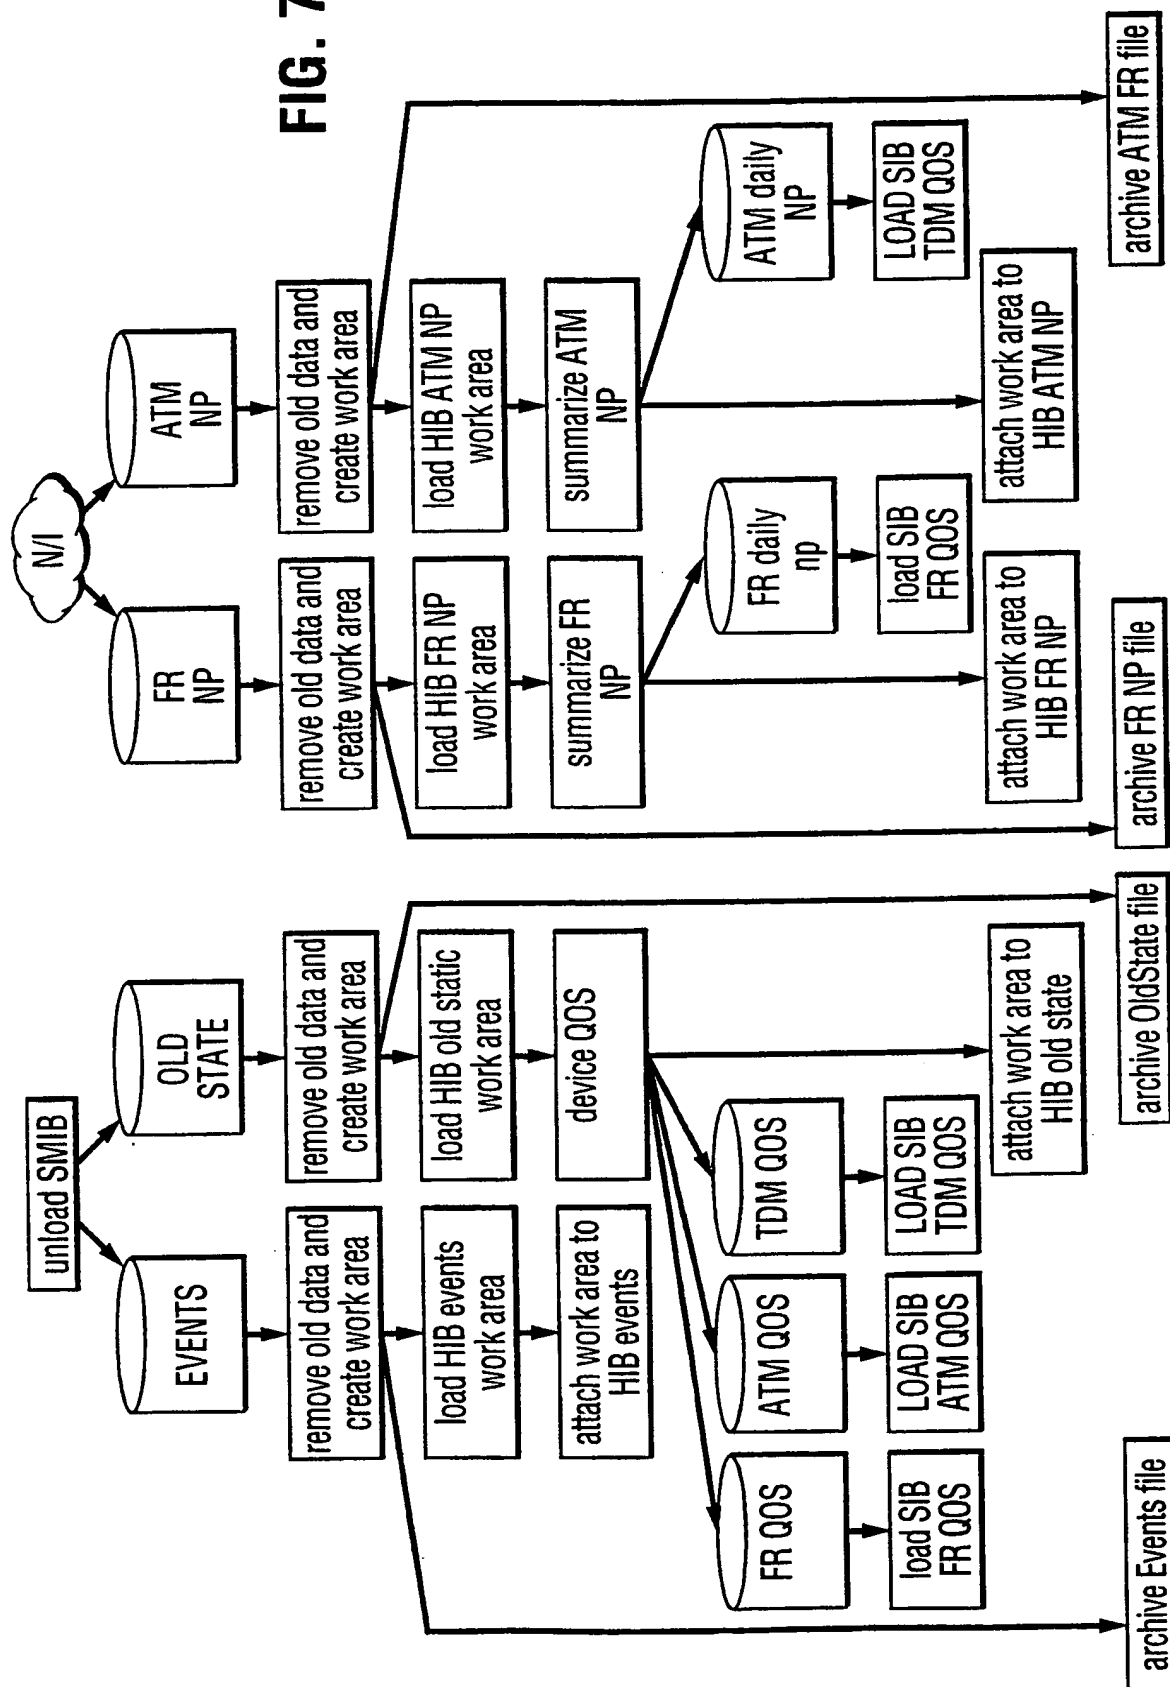 FIG. 7
unload SMIB
EVENTS
OLD
STATE
remove old data and
create work area
remove old data and
create work area
load HIB events
work area
load HIB old static
work area
attach work area to
HIB events
device QOS
FR QOS
ATM QOS
TDM QOS
load SIB
FR QOS
LOAD SIB
ATM QOS
LOAD SIB
TDM QOS
attach work area to
HIB old state
archive Events file
archive OldState file
N/I
FR
NP
ATM
NP
remove old data and
create work area
remove old data and
create work area
load HIB FR NP
work area
load HIB ATM NP
work area
summarize FR
NP
summarize ATM
NP
FR daily
np
ATM daily
NP
load SIB
FR QOS
LOAD SIB
TDM QOS
attach work area to
HIB FR NP
attach work area to
HIB ATM NP
archive FR NP file
archive ATM FR file